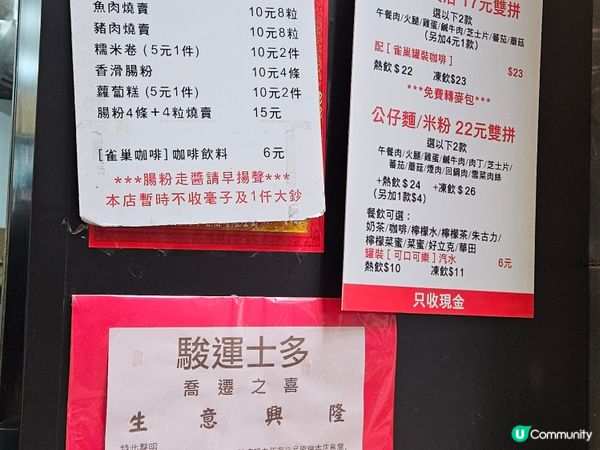 魚肉燒賣 10元8粒
豬肉燒賣 10元8粒
糯米卷 (5元1件) 10元2件
香滑腸粉 10元4條
蘿蔔糕 (5元1件) 10元2件
腸粉4條+4粒燒賣 15元
[雀巢咖啡]咖啡飲料 6元
***腸粉走醬請早揚聲***
本店暫時不收毫子及1仟大鈔
17元雙拼
選以下2款
午餐肉/火腿/雞蛋/鹹牛肉/芝士片/蕃茄/蘑菇
(另加4元1款)
配[雀巢罐裝咖啡] $23
熱飲$22 凍飲$23
***免費轉麥包***
公仔麵/米粉 22元雙拼
選以下2款
午餐肉/火腿/雞蛋/鹹牛肉/肉丁/芝士片/
蕃茄/蘑菇/煙肉/回鍋肉/雪菜肉絲
+熱飲$24 +凍飲$26
(另加1款$4)
餐飲可選：
奶茶/咖啡/檸檬水/檸檬茶/朱古力/
檸檬菜蜜/菜蜜/好立克/華田
罐裝[可口可樂]汽水 6元
熱飲$10 凍飲$11
只收現金
駿運士多
喬遷之喜
生意興隆
特此聲明
U Community